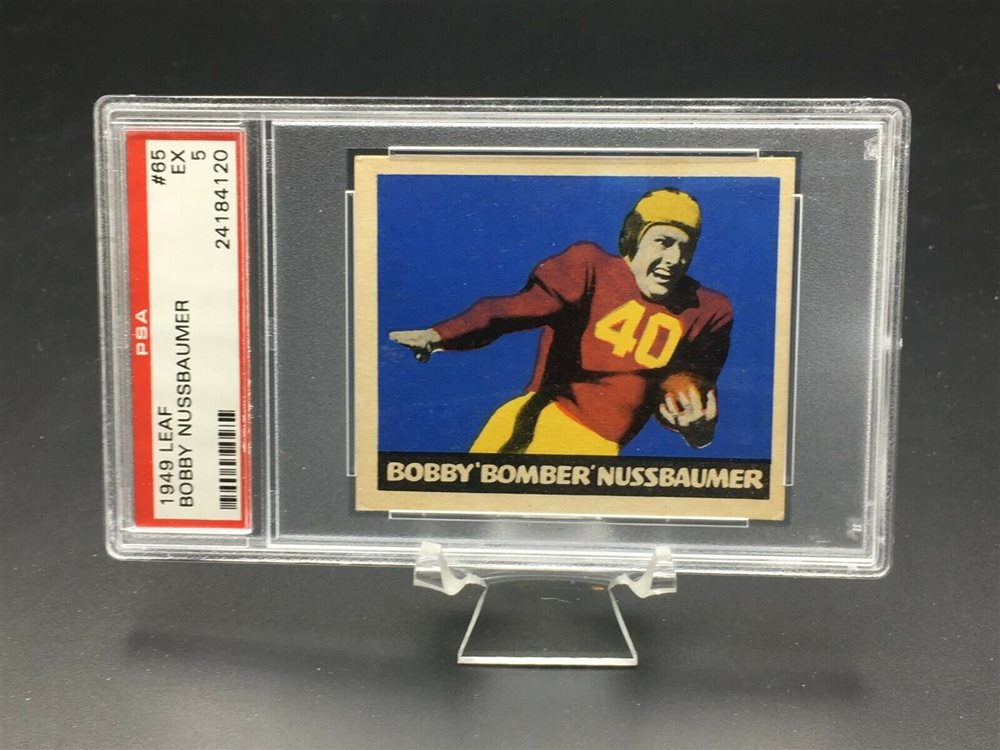 1949 LEAF #65
BOBBY NUSSBAUMER EX 5
24184120
PSA
40
BOBBY 'BOMBER' NUSSBAUMER